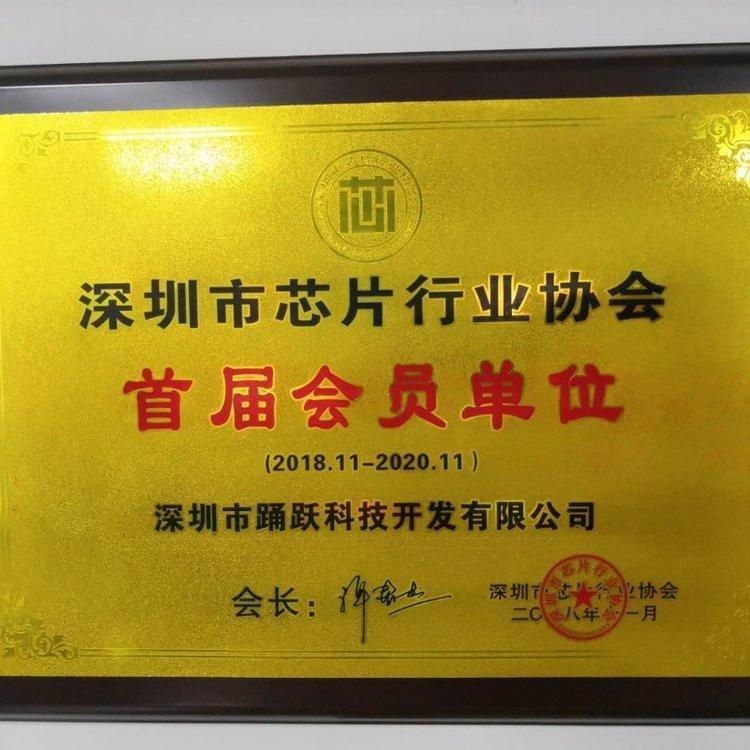 芯
深圳市芯片行业协会
首届会员单位
(2018.11-2020.11)
深圳市踊跃科技开发有限公司
会长：
深圳市芯片行业协会
二〇一八年十一月